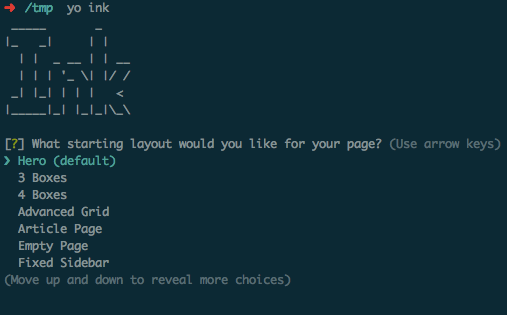 ➜ /tmp yo ink
 _____       _
|_   _|     | |
  | |  _ __ | | __
  | | | '_ \| |/ /
 _| |_| | | |   <
|_____|_| |_|_|\_\
[?] What starting layout would you like for your page? (Use arrow keys)
❯ Hero (default)
3 Boxes
4 Boxes
Advanced Grid
Article Page
Empty Page
Fixed Sidebar
(Move up and down to reveal more choices)